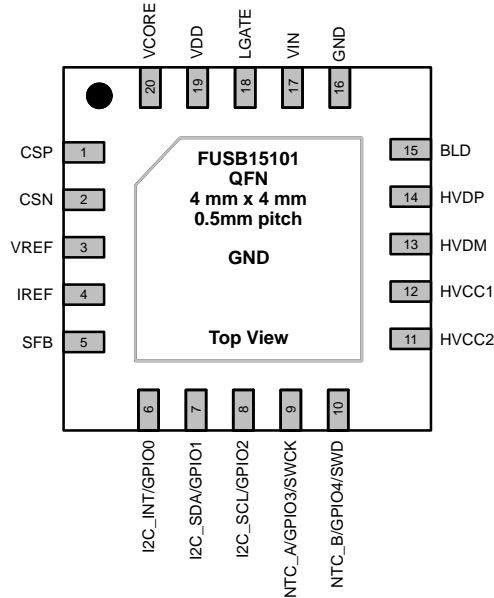 VCORE
VDD
LGATE
VIN
GND
20
19
18
17
16
CSP
1
CSN
2
VREF
3
IREF
4
SFB
5
FUSB15101
QFN
4 mm x 4 mm
0.5mm pitch
GND
Top View
15
BLD
14
HVDP
13
HVDM
12
HVCC1
11
HVCC2
6
7
8
9
10
I2C_INT/GPIO0
I2C_SDA/GPIO1
I2C_SCL/GPIO2
NTC_A/GPIO3/SWCK
NTC_B/GPIO4/SWD